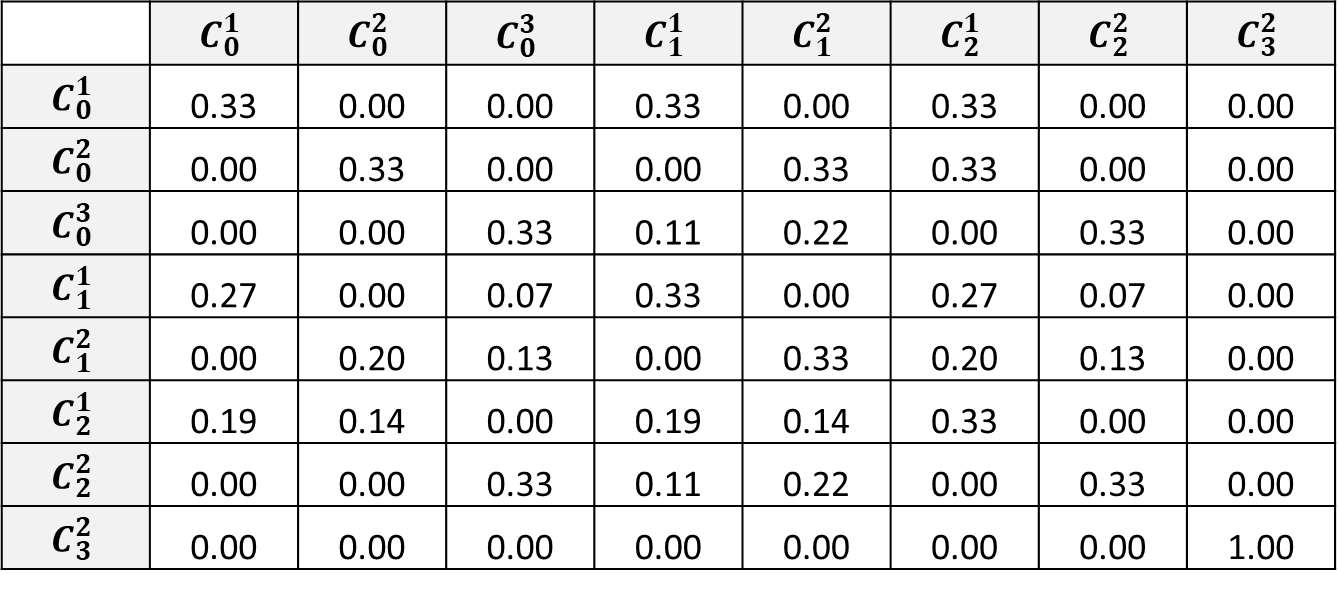 C_0^1 C_0^2 C_0^3 C_1^1 C_1^2 C_2^1 C_2^2 C_3^2
C_0^1 0.33 0.00 0.00 0.33 0.00 0.33 0.00 0.00
C_0^2 0.00 0.33 0.00 0.00 0.33 0.33 0.00 0.00
C_0^3 0.00 0.00 0.33 0.11 0.22 0.00 0.33 0.00
C_1^1 0.27 0.00 0.07 0.33 0.00 0.27 0.07 0.00
C_1^2 0.00 0.20 0.13 0.00 0.33 0.20 0.13 0.00
C_2^1 0.19 0.14 0.00 0.19 0.14 0.33 0.00 0.00
C_2^2 0.00 0.00 0.33 0.11 0.22 0.00 0.33 0.00
C_3^2 0.00 0.00 0.00 0.00 0.00 0.00 0.00 1.00